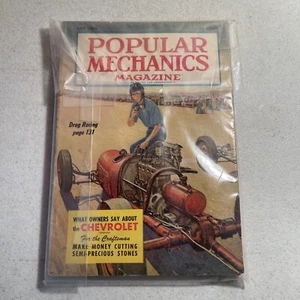 POPULAR
MECHANICS
MAGAZINE
Drag Racing
page 131
WHAT OWNERS SAY ABOUT
the CHEVROLET
For the Craftsman
MAKE MONEY CUTTING
SEMI-PRECIOUS STONES